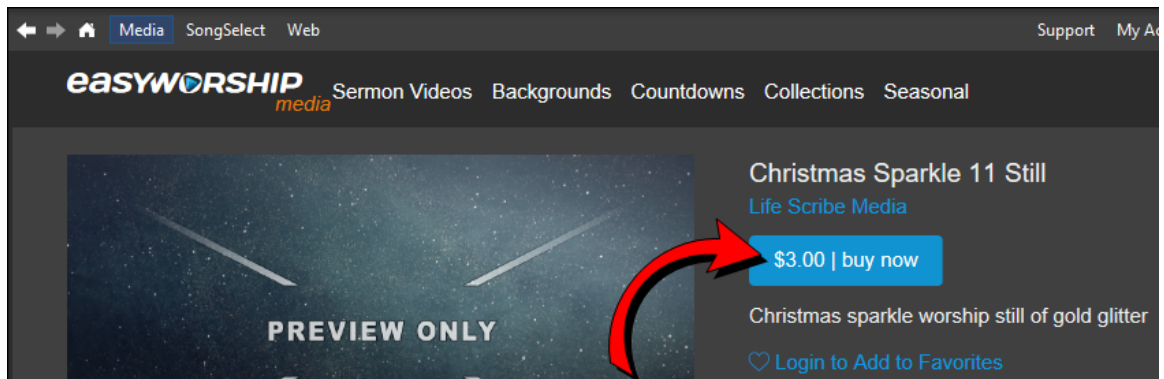 Media SongSelect Web Support My Ac
easyworship media Sermon Videos Backgrounds Countdowns Collections Seasonal
Christmas Sparkle 11 Still
Life Scribe Media
$3.00 | buy now
PREVIEW ONLY
Christmas sparkle worship still of gold glitter
Login to Add to Favorites